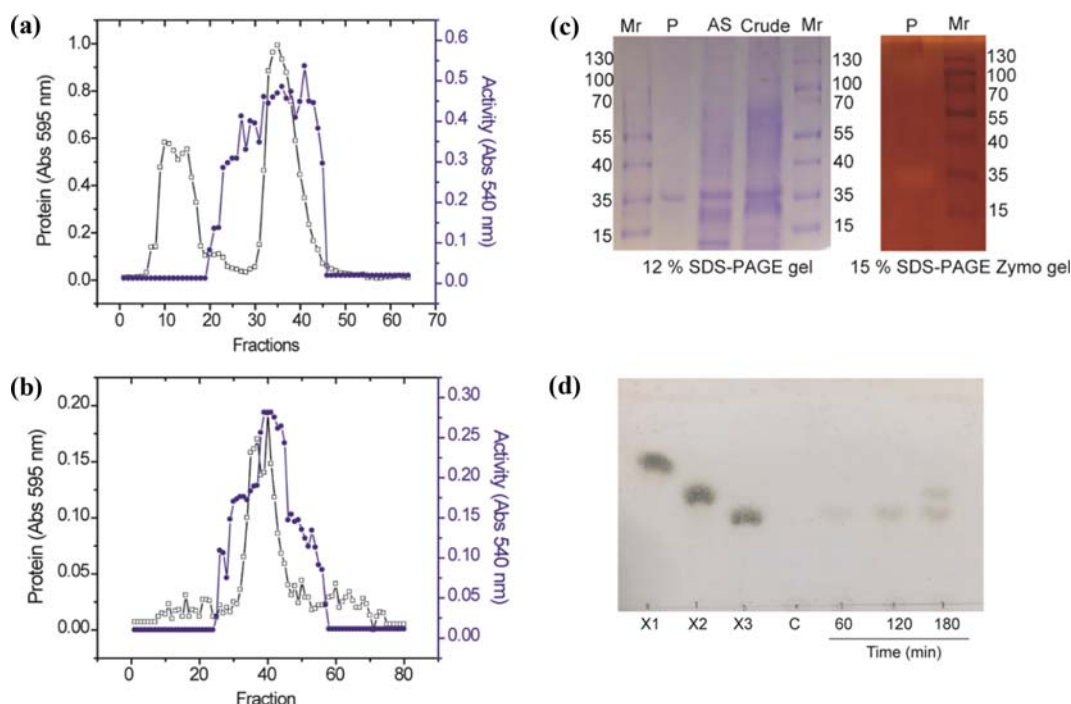 (a)
Protein (Abs 595 nm)
1.0
0.8
0.6
0.4
0.2
0.0
0.6
0.5
0.4
0.3
0.2
0.1
0.0
Activity (Abs 540 nm)
0 10 20 30 40 50 60 70
Fractions
(b)
Protein (Abs 595 nm)
0.20
0.15
0.10
0.05
0.00
0.30
0.25
0.20
0.15
0.10
0.05
0.00
Activity (Abs 540 nm)
0 20 40 60 80
Fraction
(c)
Mr P AS Crude Mr
130
100
70
55
40
35
15
130
100
70
55
40
35
15
12 % SDS-PAGE gel
P Mr
130
100
70
55
40
35
15
15 % SDS-PAGE Zymo gel
(d)
X1 X2 X3 C 60 120 180
Time (min)